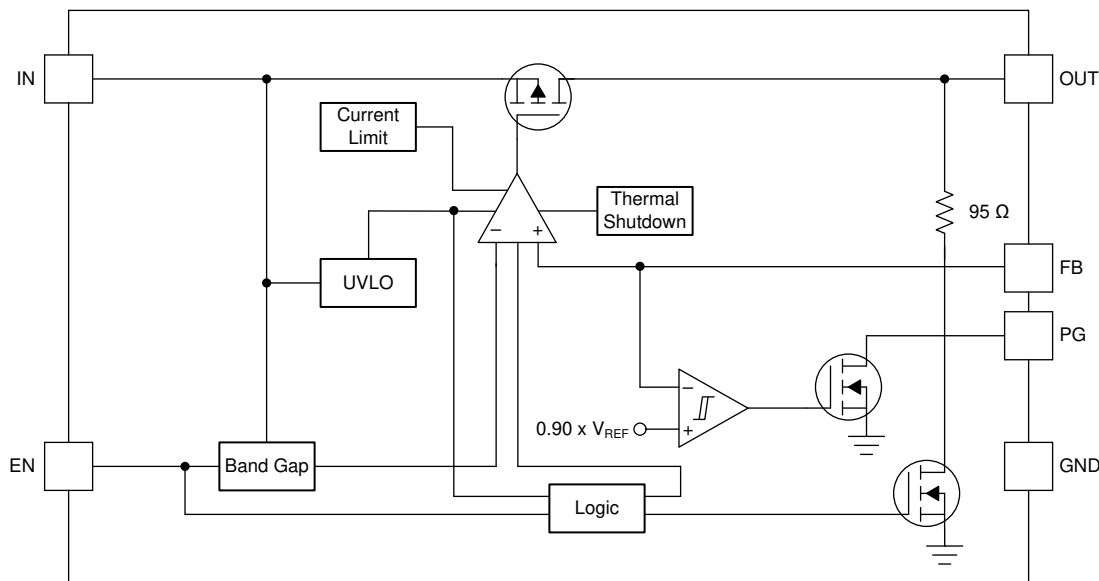 IN
OUT
Current
Limit
Thermal
Shutdown
95 Ω
− +
UVLO
FB
PG
−
0.90 x VREF
+
EN
Band Gap
GND
Logic